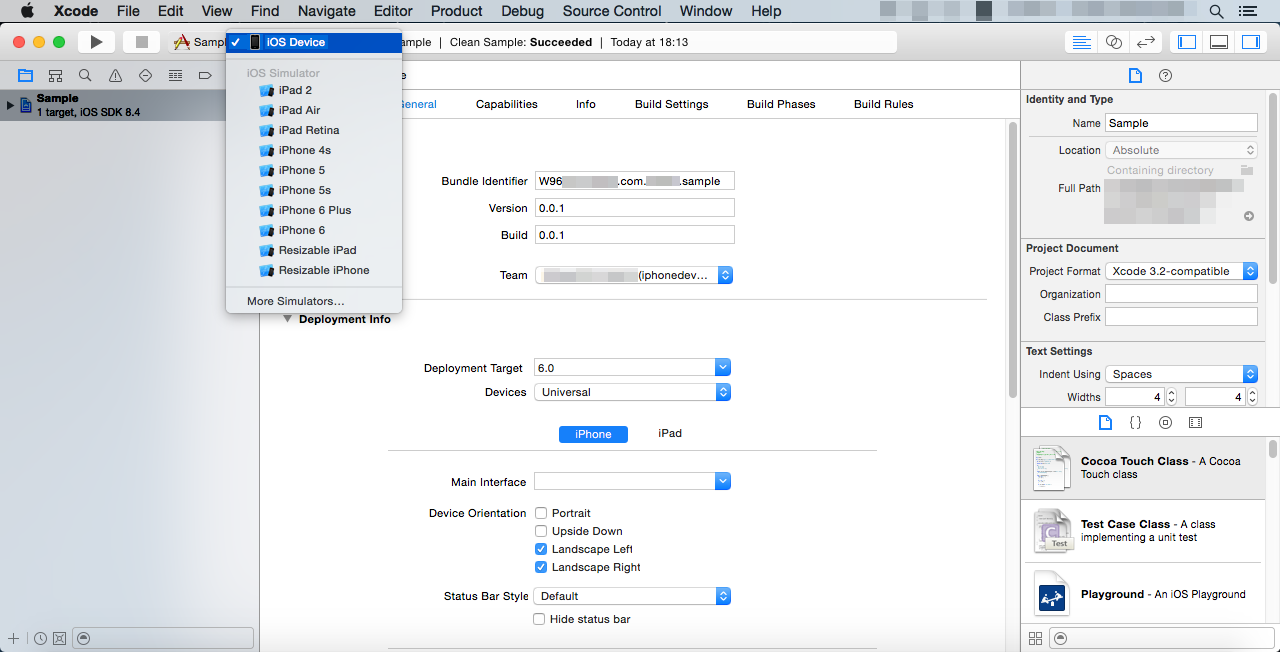 Xcode File Edit View Find Navigate Editor Product Debug Source Control Window Help
iOS Device
Clean Sample: Succeeded | Today at 18:13
Sample
1 target, iOS SDK 8.4
iOS Simulator
iPad 2
iPad Air
iPad Retina
iPhone 4s
iPhone 5
iPhone 5s
iPhone 6 Plus
iPhone 6
Resizable iPad
Resizable iPhone
More Simulators...
General Capabilities Info Build Settings Build Phases Build Rules
Bundle Identifier W96 .com. .sample
Version 0.0.1
Build 0.0.1
Team (iphonedev...
Deployment Info
Deployment Target 6.0
Devices Universal
iPhone iPad
Main Interface
Device Orientation Portrait
Upside Down
Landscape Left
Landscape Right
Status Bar Style Default
Hide status bar
Identity and Type
Name Sample
Location Absolute
Containing directory
Full Path
Project Document
Project Format Xcode 3.2-compatible
Organization
Class Prefix
Text Settings
Indent Using Spaces
Widths 4 4
{}
Cocoa Touch Class - A Cocoa
Touch class
Test Case Class - A class
implementing a unit test
Test
Playground - An iOS Playground